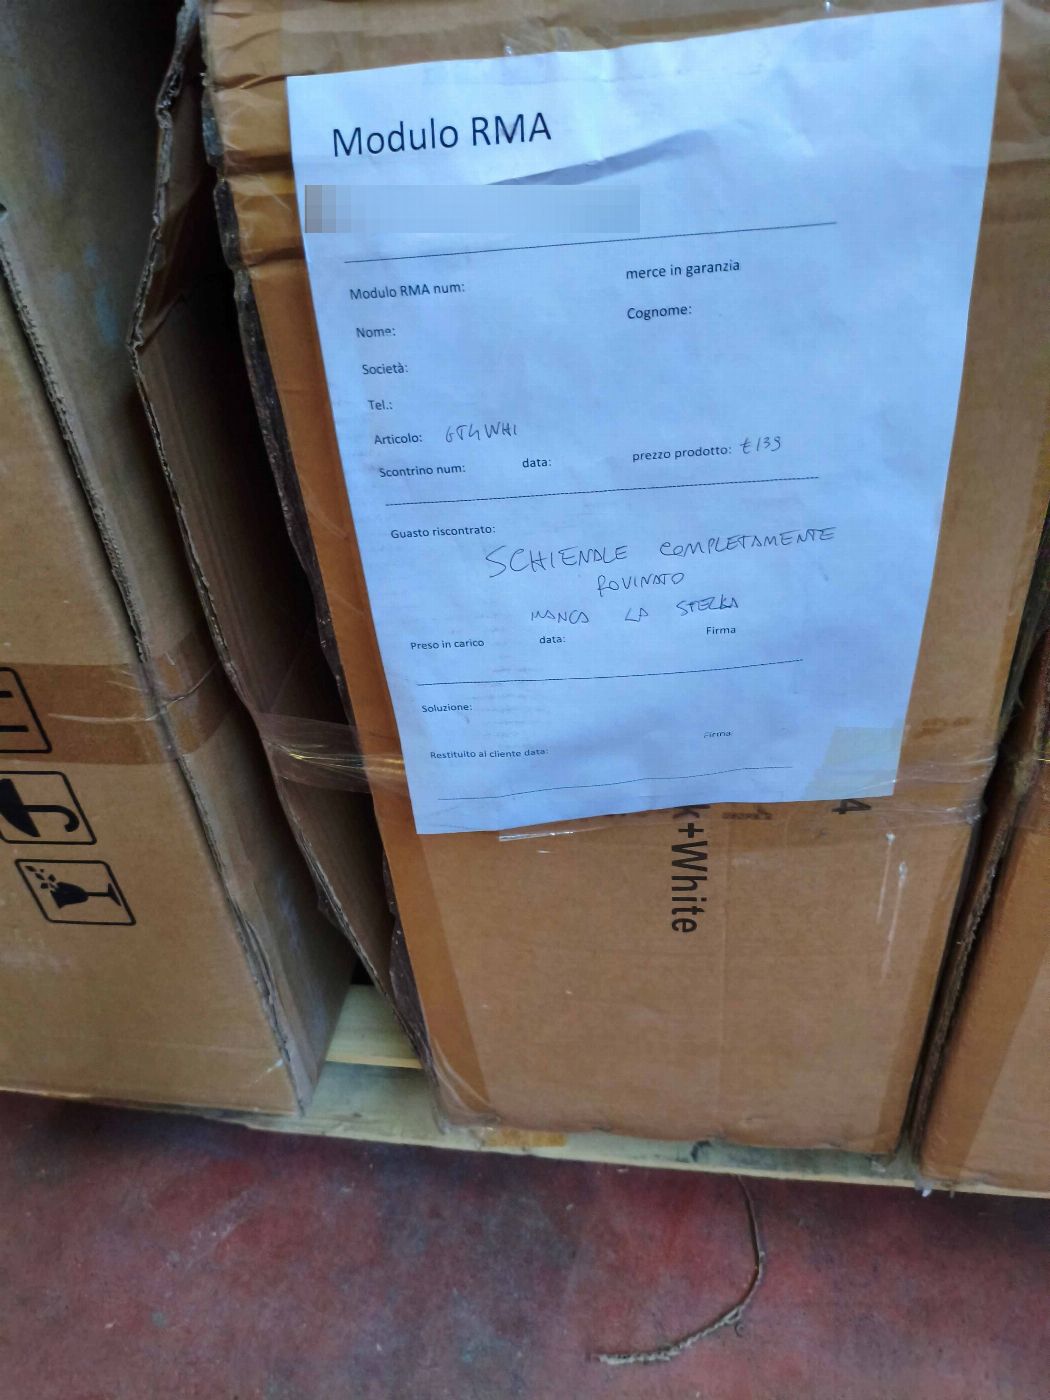 Modulo RMA
Modulo RMA num: merce in garanzia
Nome: Cognome:
Società:
Tel.:
Articolo: GT4WHI
Scontrino num: data: prezzo prodotto: €139
Guasto riscontrato:
SCHIENALE COMPLETAMENTE
ROVINATO
MANCA LA STELLA
Preso in carico data: Firma
Soluzione:
Restituito al cliente data: Firma
k+White
4